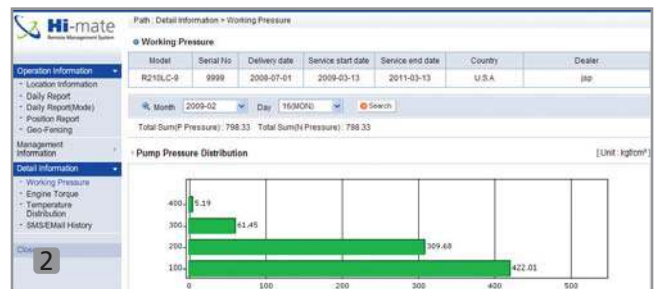 Hi-mate
Remote Management System
Path : Detail Information > Working Pressure
Working Pressure
Model Serial No Delivery date Service start date Service end date Country Dealer
R210LC-9 9999 2008-07-01 2009-03-13 2011-03-13 U.S.A jsp
Month 2009-02 Day 16(MON) Search
Total Sum(P Pressure) : 798.33 Total Sum(N Pressure) : 798.33
Operation Information
Location Information
Daily Report
Daily Report(Mode)
Position Report
Geo-Fencing
Management
Information
Detail Information
Working Pressure
Engine Torque
Temperature
Distribution
SMS/EMail History
2
Pump Pressure Distribution [Unit : kgf/cm²]
400 5.19
300 61.45
200 309.68
100 422.01
0 100 200 300 400 500